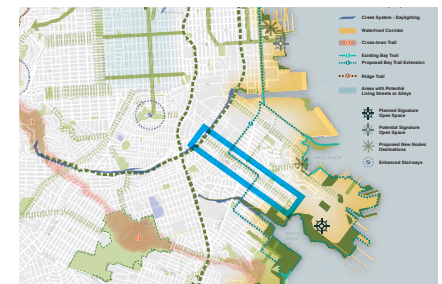 Creek System - Daylighting
Waterfront Corridor
Cross-town Trail
Existing Bay Trail
Proposed Bay Trail Extension
Ridge Trail
Areas with Potential
Living Streets or Alleys
Planned Signature
Open Space
Potential Signature
Open Space
Proposed New Nodes/
Destinations
Enhanced Stairways